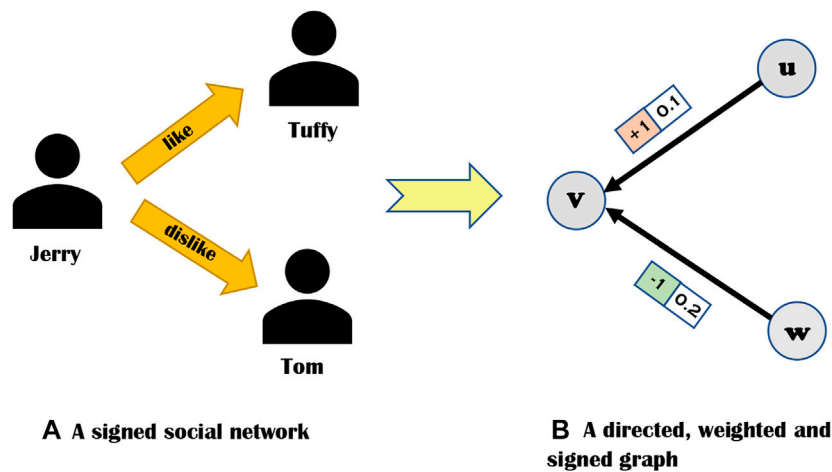 like
Tuffy
Jerry
dislike
Tom
A A signed social network
u
+1 0.1
v
-1 0.2
w
B A directed, weighted and
signed graph